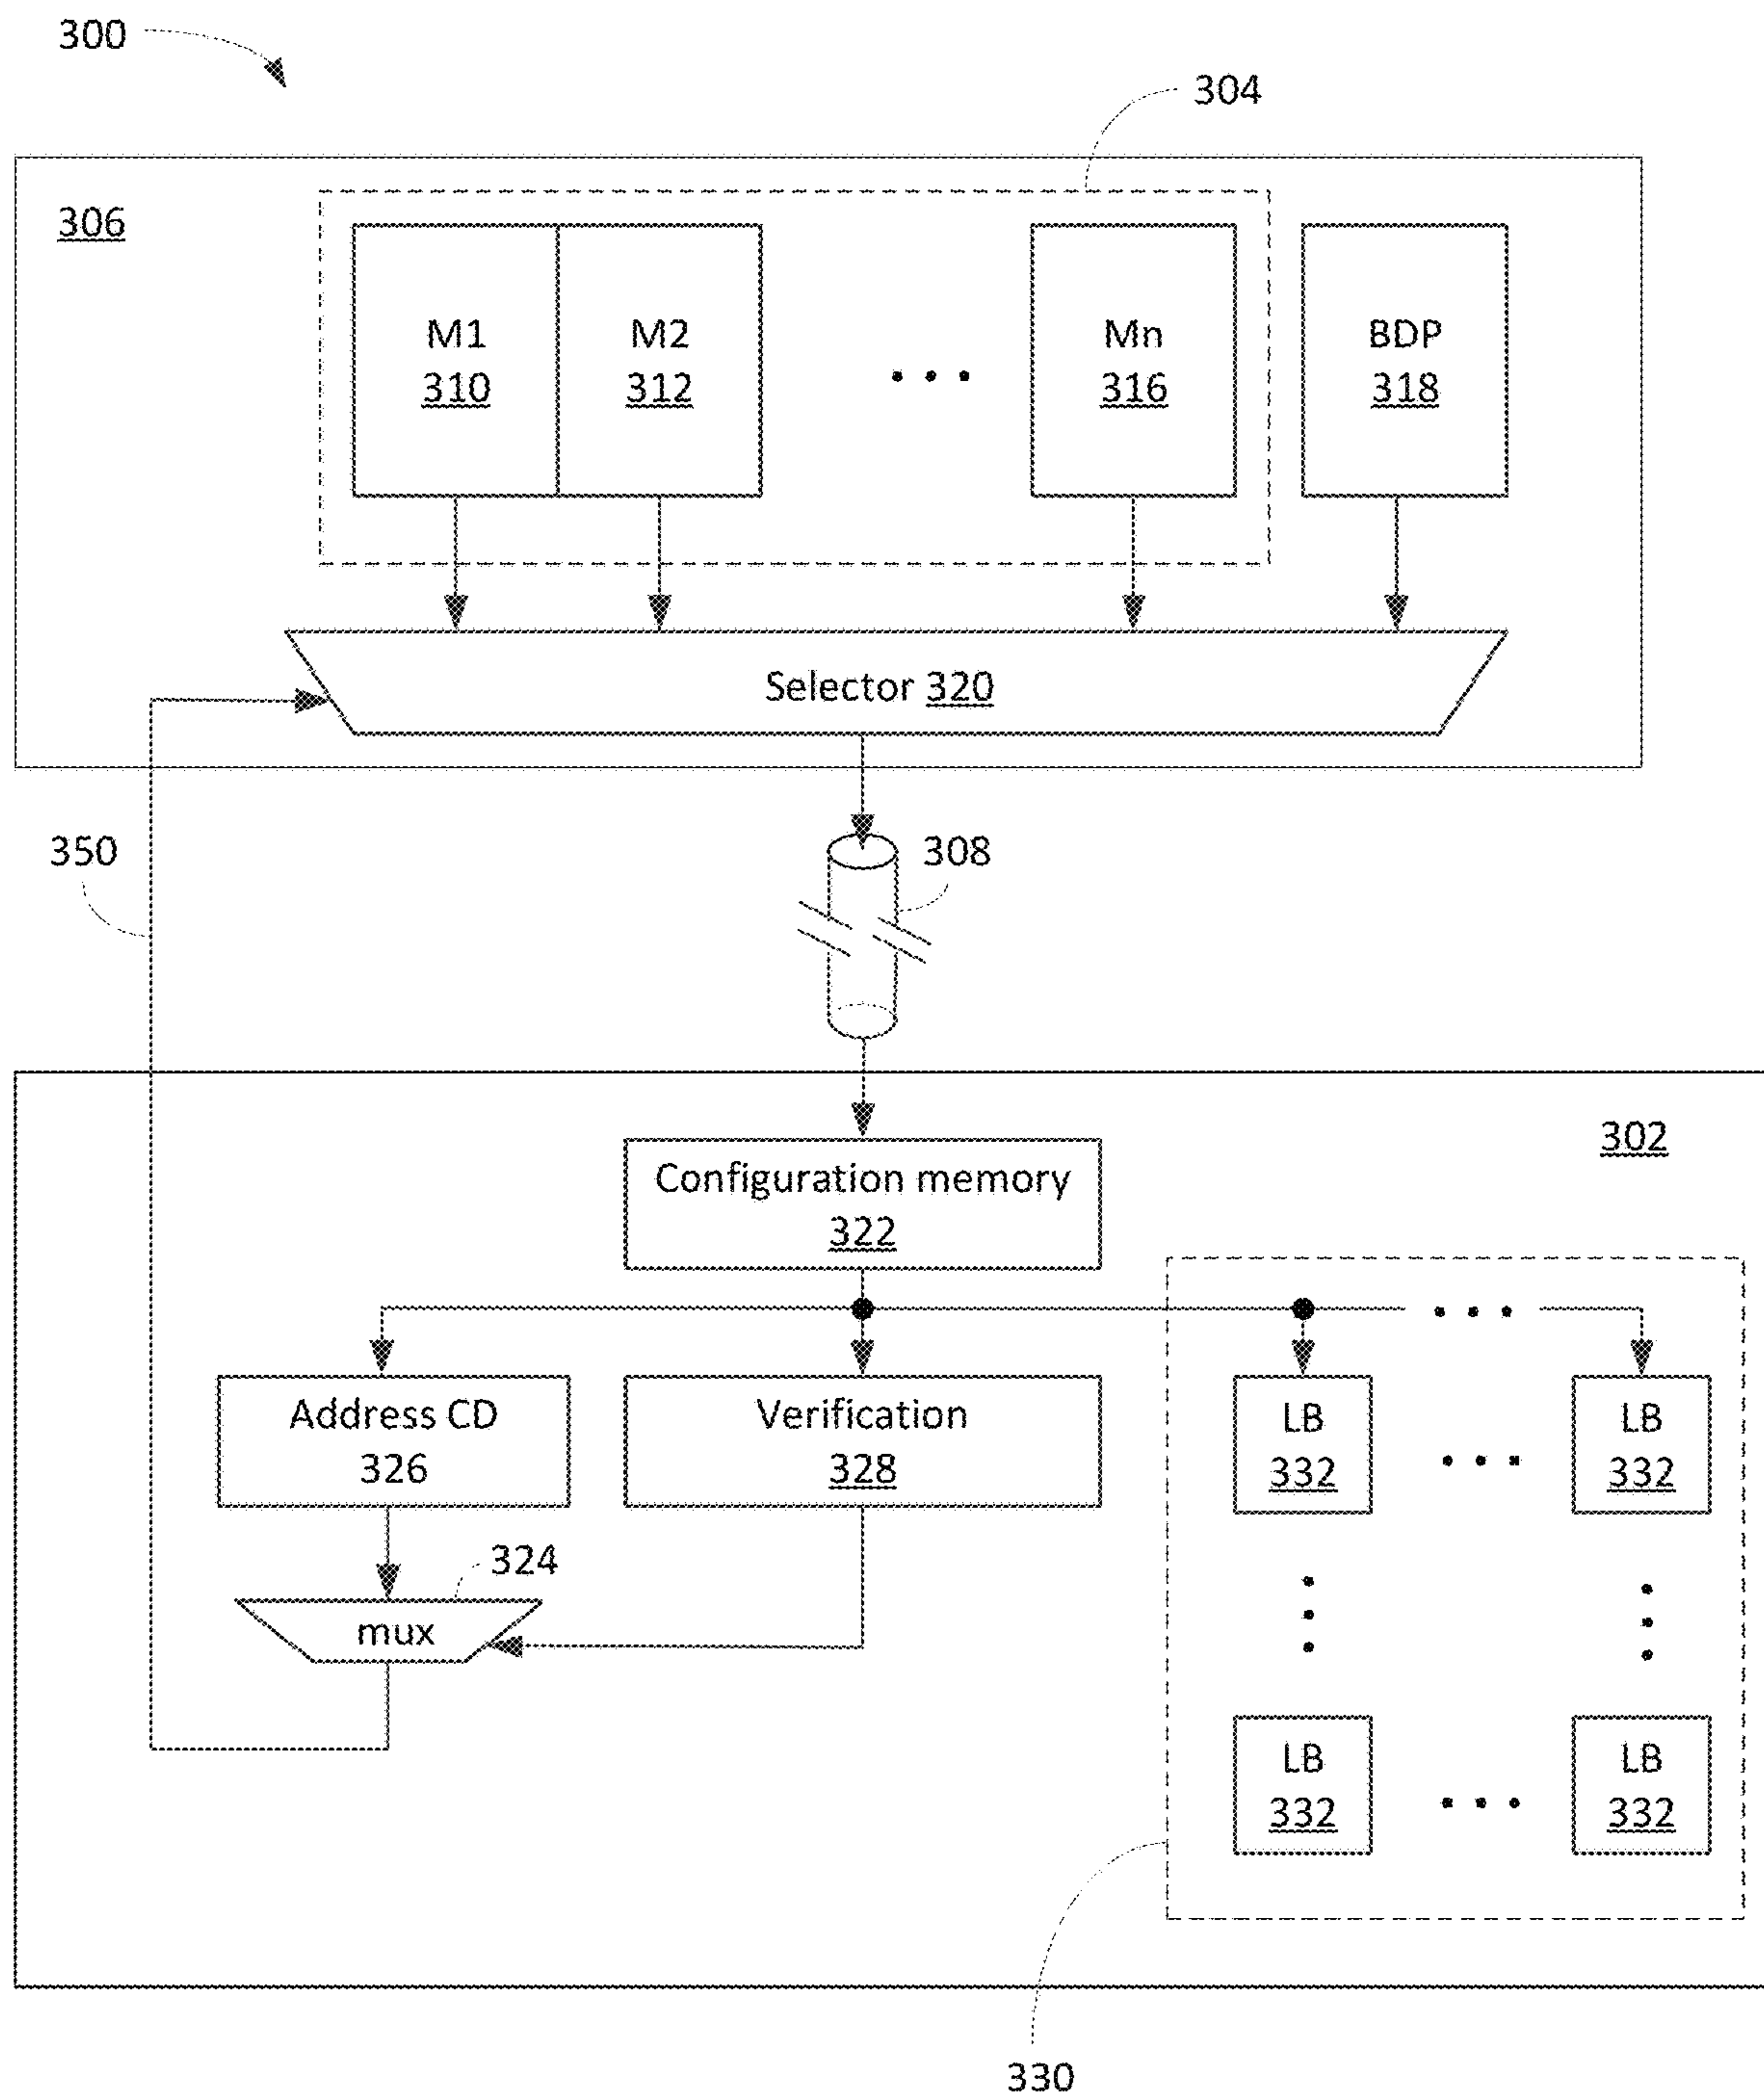 300
304
306
M1
310
M2
312
Mn
316
BDP
318
Selector 320
350
308
302
Configuration memory
322
Address CD
326
Verification
328
LB
332
LB
332
324
mux
LB
332
LB
332
330